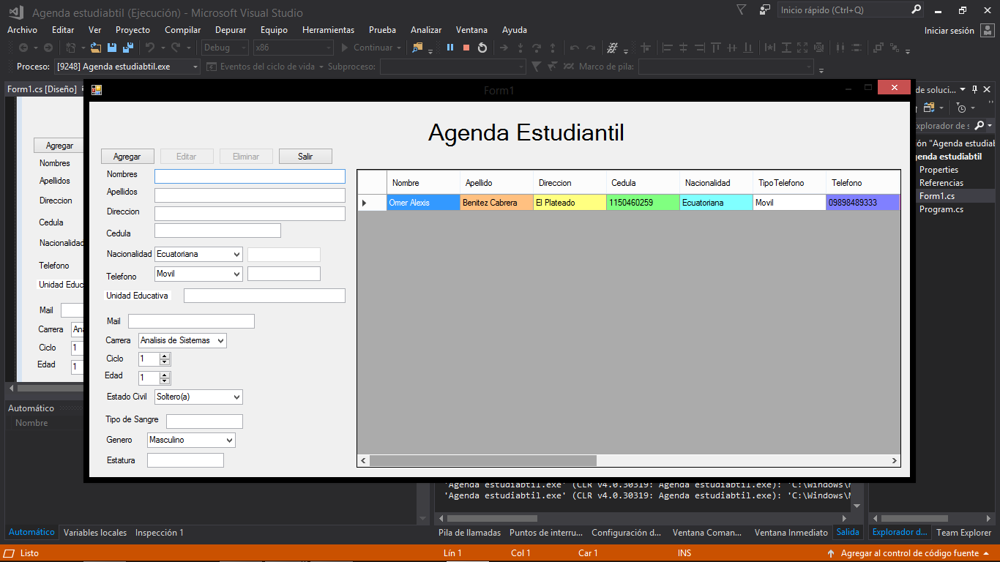 Agenda estudiabtil (Ejecución) - Microsoft Visual Studio
Inicio rápido (Ctrl+Q)
Archivo Editar Ver Proyecto Compilar Depurar Equipo Herramientas Prueba Analizar Ventana Ayuda
Iniciar sesión
Debug x86 Continuar
Proceso: [9248] Agenda estudiabtil.exe Eventos del ciclo de vida Subproceso: Marco de pila:
Form1.cs [Diseño]
Form1
de soluci...
Agenda Estudiantil
Agregar
Nombres
Apellidos
Direccion
Cedula
Nacionalidad
Telefono
Unidad Educ
Mail
Carrera
Ciclo 1
Edad 1
Agregar Editar Eliminar Salir
Nombres
Apellidos
Direccion
Cedula
Nacionalidad Ecuatoriana
Telefono Movil
Unidad Educativa
Mail
Carrera Analisis de Sistemas
Ciclo 1
Edad 1
Estado Civil Soltero(a)
Tipo de Sangre
Genero Masculino
Estatura
Nombre Apellido Direccion Cedula Nacionalidad TipoTelefono Telefono
Omer Alexis Benitez Cabrera El Plateado 1150460259 Ecuatoriana Movil 09898489333
xplorador de s
ón "Agenda estudiab
genda estudiabtil
Properties
Referencias
Form1.cs
Program.cs
Automático
Nombre
'Agenda estudiabtil.exe' (CLR v4.0.30319: Agenda estudiabtil.exe): 'C:\Windows\
'Agenda estudiabtil.exe' (CLR v4.0.30319: Agenda estudiabtil.exe): 'C:\Windows\
Automático Variables locales Inspección 1
Pila de llamadas Puntos de interru... Configuración d... Ventana Coman... Ventana Inmediato Salida
Explorador d... Team Explorer
Listo Lín 1 Col 1 Car 1 INS Agregar al control de código fuente